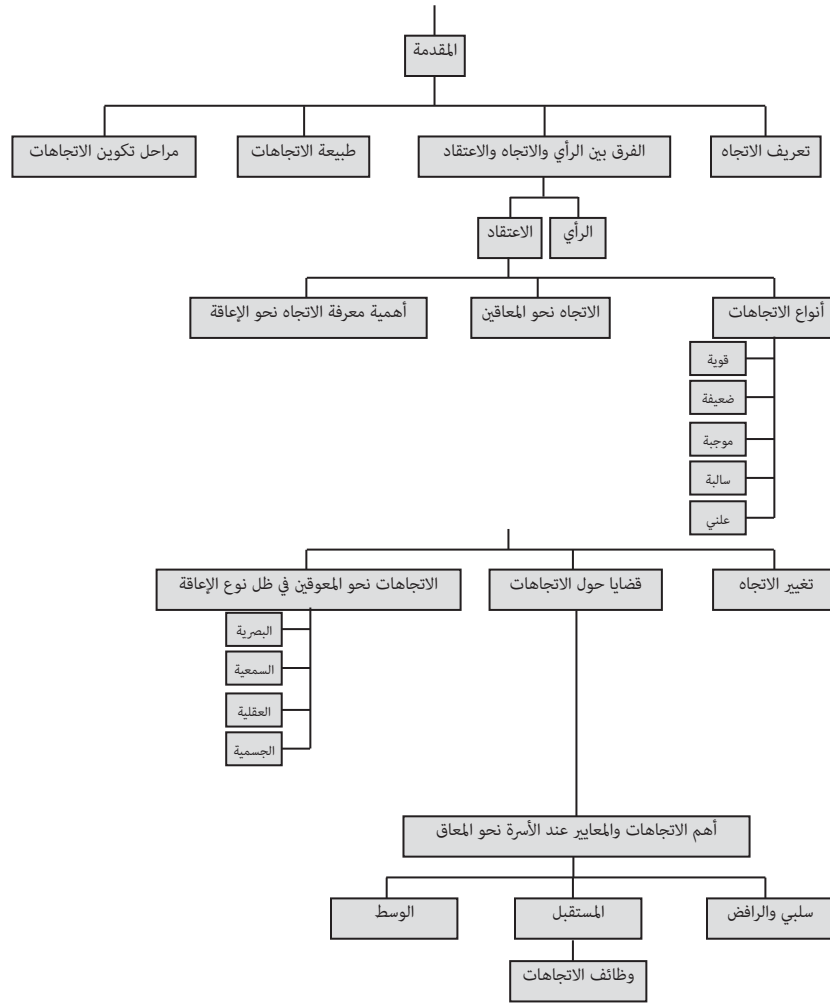 المقدمة
تعريف الاتجاه
الفرق بين الرأي والاتجاه والاعتقاد
طبيعة الاتجاهات
مراحل تكوين الاتجاهات
الرأي
الاعتقاد
أنواع الاتجاهات
الاتجاه نحو المعاقين
أهمية معرفة الاتجاه نحو الإعاقة
قوية
ضعيفة
موجبة
سالبة
علني
تغيير الاتجاه
قضايا حول الاتجاهات
الاتجاهات نحو المعوقين في ظل نوع الإعاقة
البصرية
السمعية
العقلية
الجسمية
أهم الاتجاهات والمعايير عند الأسرة نحو المعاق
سلبي والرافض
المستقبل
الوسط
وظائف الاتجاهات